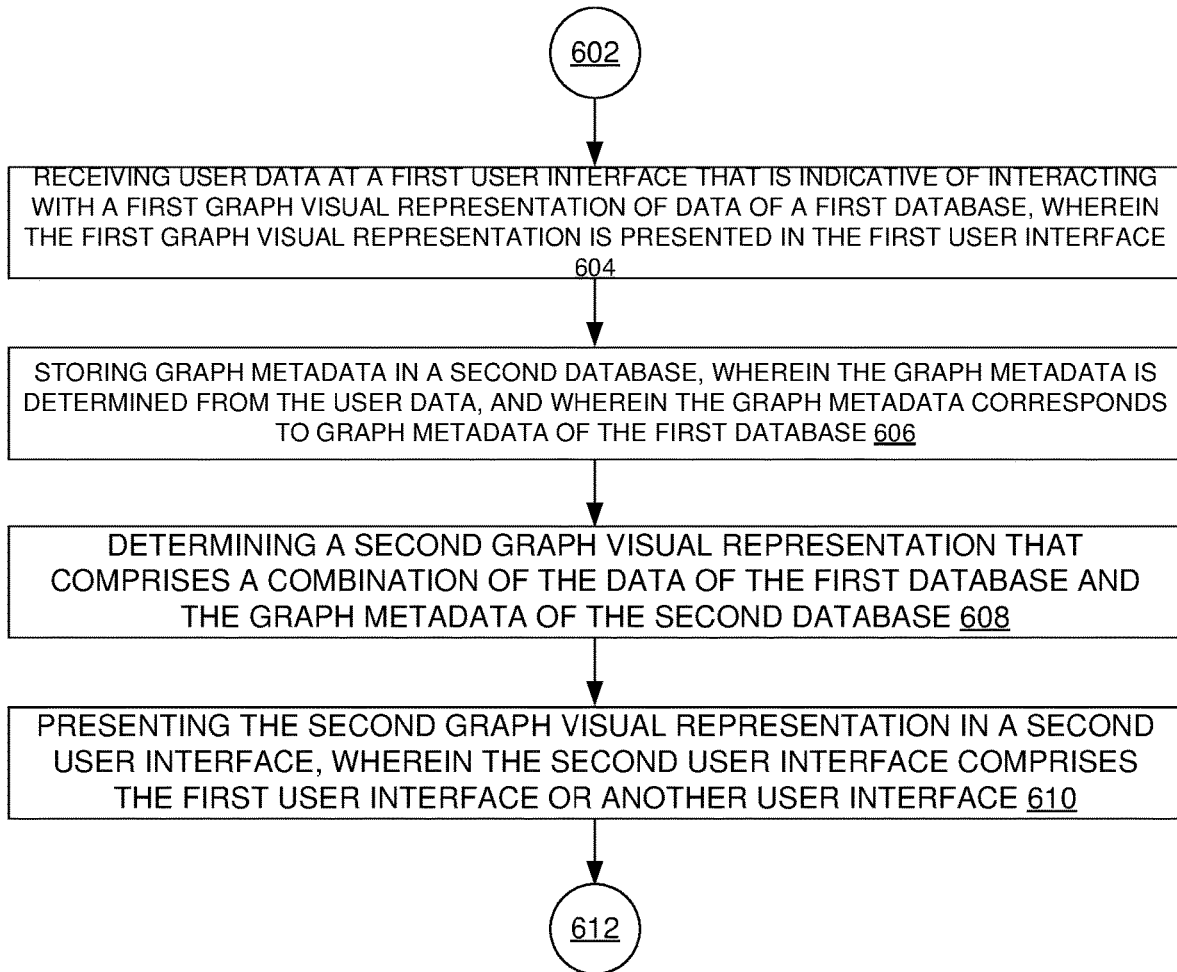 602
RECEIVING USER DATA AT A FIRST USER INTERFACE THAT IS INDICATIVE OF INTERACTING
WITH A FIRST GRAPH VISUAL REPRESENTATION OF DATA OF A FIRST DATABASE, WHEREIN
THE FIRST GRAPH VISUAL REPRESENTATION IS PRESENTED IN THE FIRST USER INTERFACE
604
STORING GRAPH METADATA IN A SECOND DATABASE, WHEREIN THE GRAPH METADATA IS
DETERMINED FROM THE USER DATA, AND WHEREIN THE GRAPH METADATA CORRESPONDS
TO GRAPH METADATA OF THE FIRST DATABASE 606
DETERMINING A SECOND GRAPH VISUAL REPRESENTATION THAT
COMPRISES A COMBINATION OF THE DATA OF THE FIRST DATABASE AND
THE GRAPH METADATA OF THE SECOND DATABASE 608
PRESENTING THE SECOND GRAPH VISUAL REPRESENTATION IN A SECOND
USER INTERFACE, WHEREIN THE SECOND USER INTERFACE COMPRISES
THE FIRST USER INTERFACE OR ANOTHER USER INTERFACE 610
612